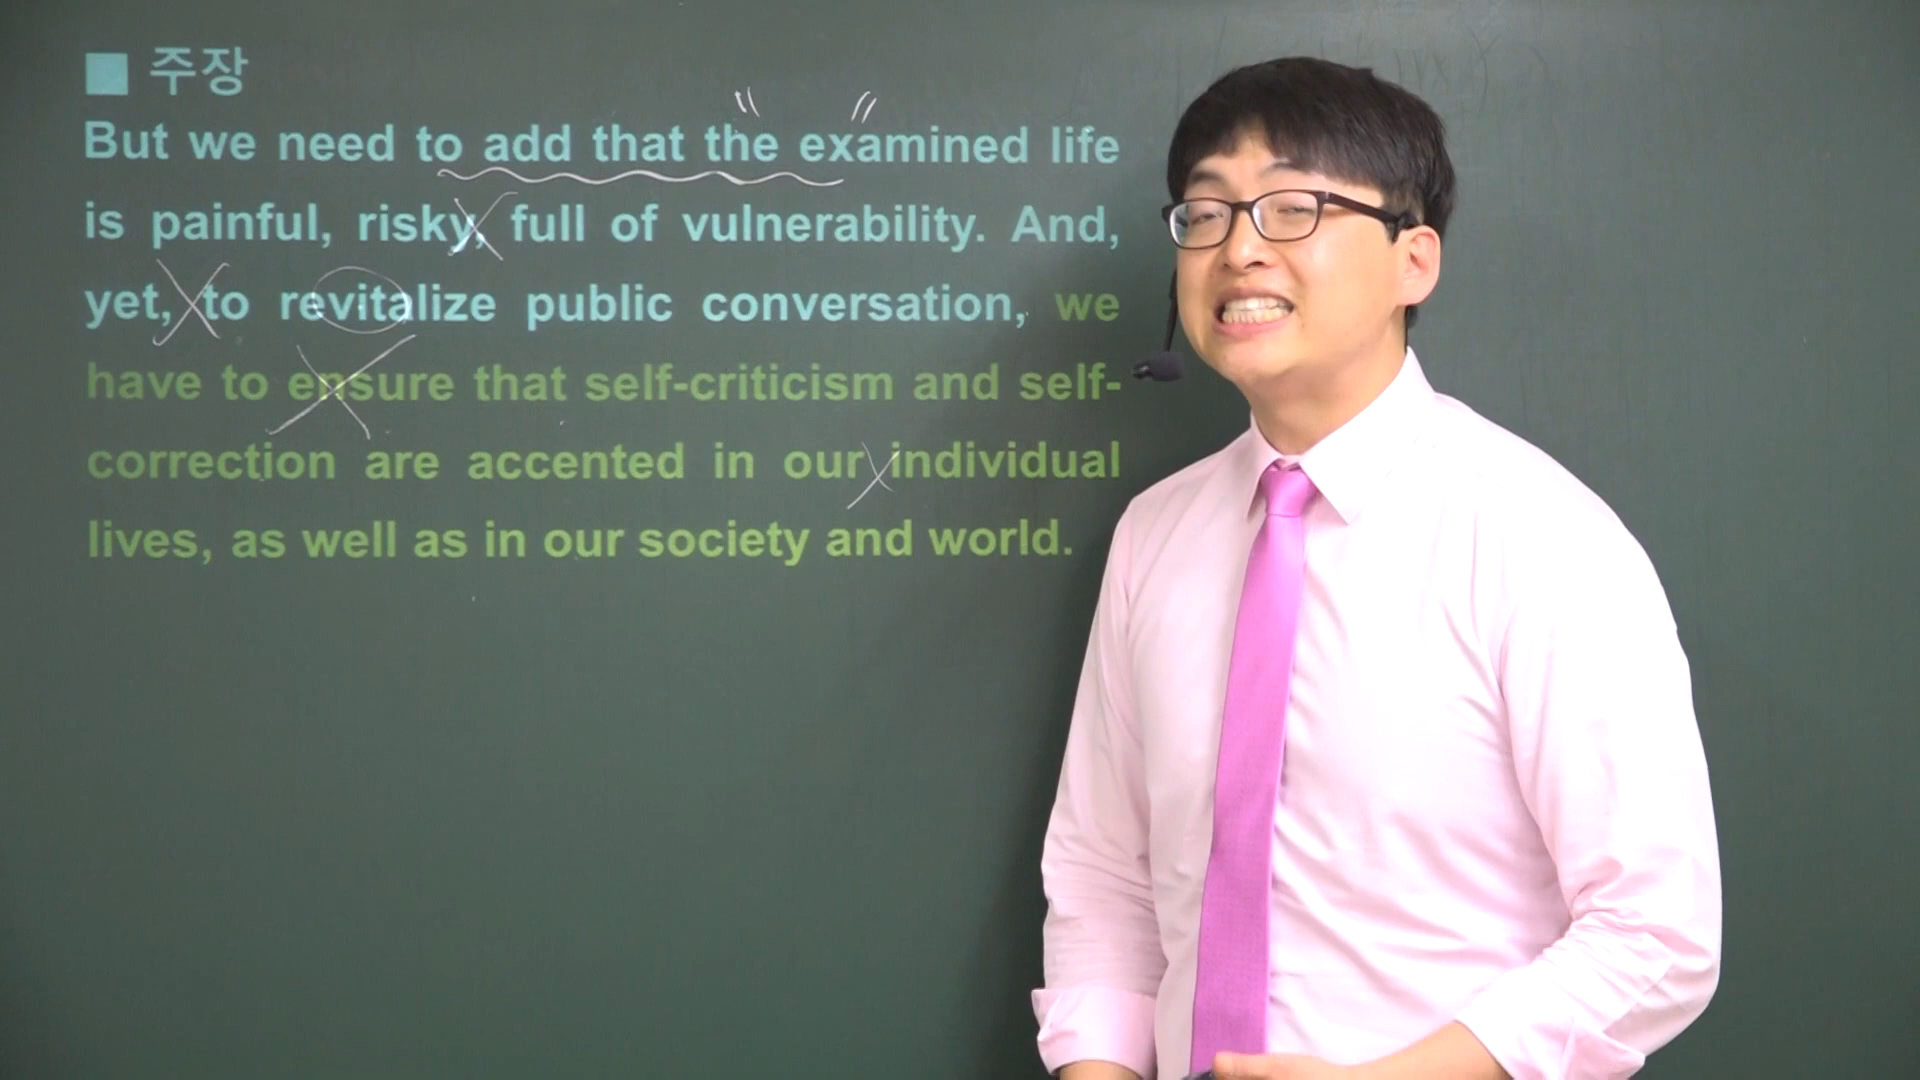 ■ 주장
But we need to add that the examined life
is painful, risky, full of vulnerability. And,
yet, to revitalize public conversation, we
have to ensure that self-criticism and self-
correction are accented in our individual
lives, as well as in our society and world.